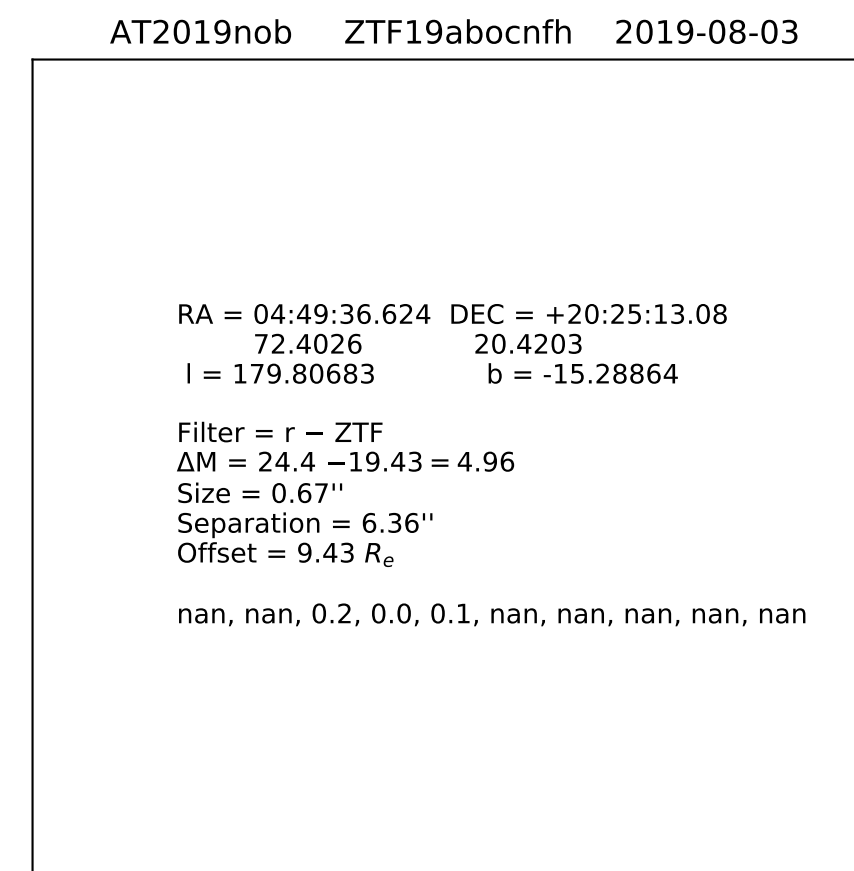 AT2019nob ZTF19abocnfh 2019-08-03
RA = 04:49:36.624 DEC = +20:25:13.08
72.4026 20.4203
l = 179.80683 b = -15.28864
Filter = r − ZTF
ΔM = 24.4 −19.43 = 4.96
Size = 0.67''
Separation = 6.36''
Offset = 9.43 Rₑ
nan, nan, 0.2, 0.0, 0.1, nan, nan, nan, nan, nan